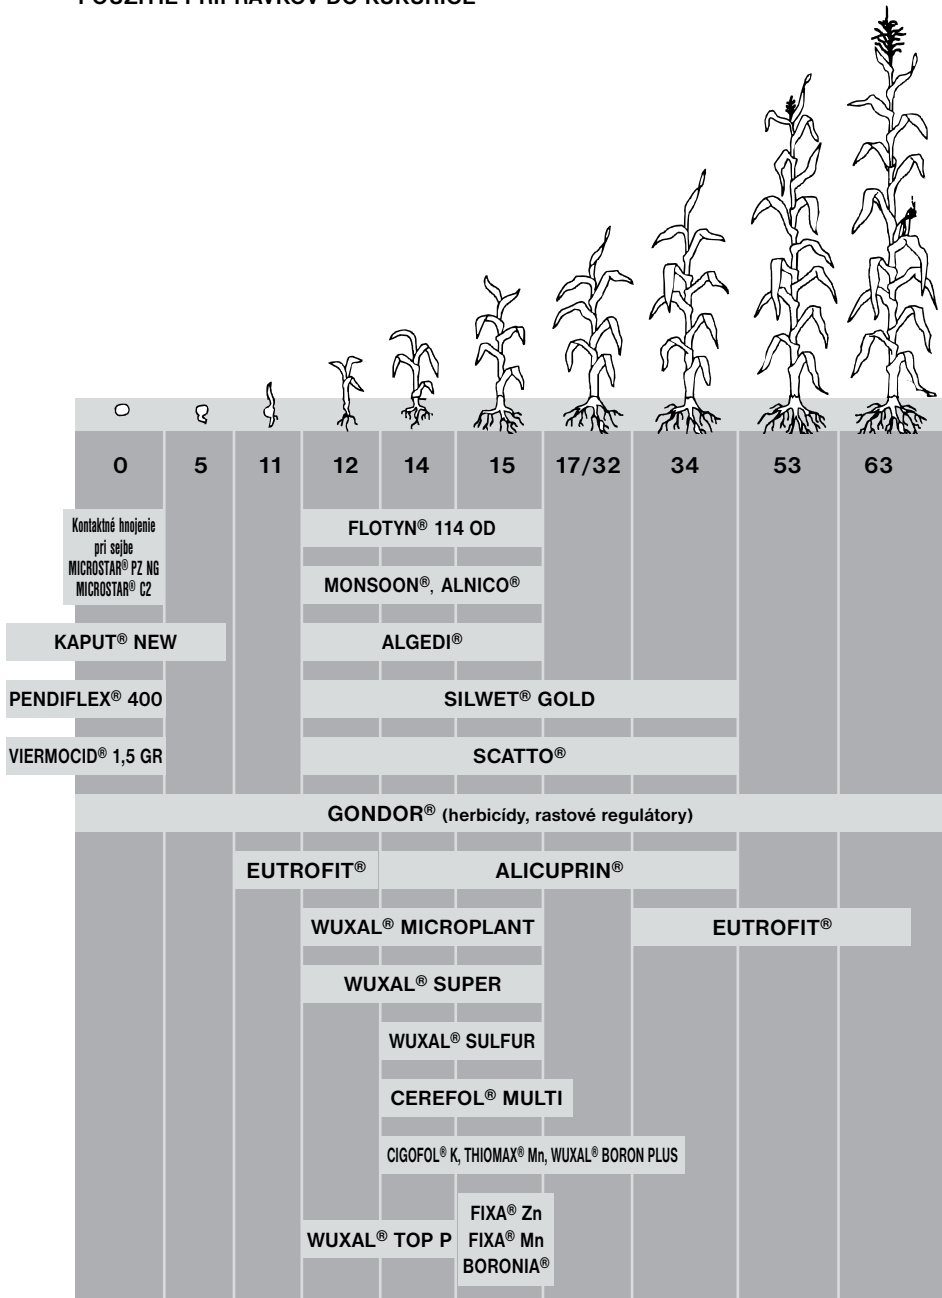 POUŽITIE PRÍPRAVKOV DO KUKURICE
0 5 11 12 14 15 17/32 34 53 63
Kontaktné hnojenie
pri sejbe
MICROSTAR® PZ NG
MICROSTAR® C2
FLOTYN® 114 OD
MONSOON®, ALNICO®
KAPUT® NEW
ALGEDI®
PENDIFLEX® 400
SILWET® GOLD
VIERMOCID® 1,5 GR
SCATTO®
GONDOR® (herbicídy, rastové regulátory)
EUTROFIT®
ALICUPRIN®
WUXAL® MICROPLANT
EUTROFIT®
WUXAL® SUPER
WUXAL® SULFUR
CEREFOL® MULTI
CIGOFOL® K, THIOMAX® Mn, WUXAL® BORON PLUS
WUXAL® TOP P
FIXA® Zn
FIXA® Mn
BORONIA®